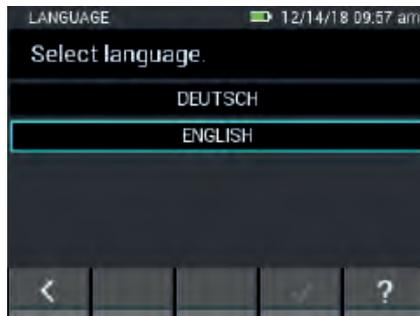 LANGUAGE 12/14/18 09:57 am
Select language.
DEUTSCH
ENGLISH
?